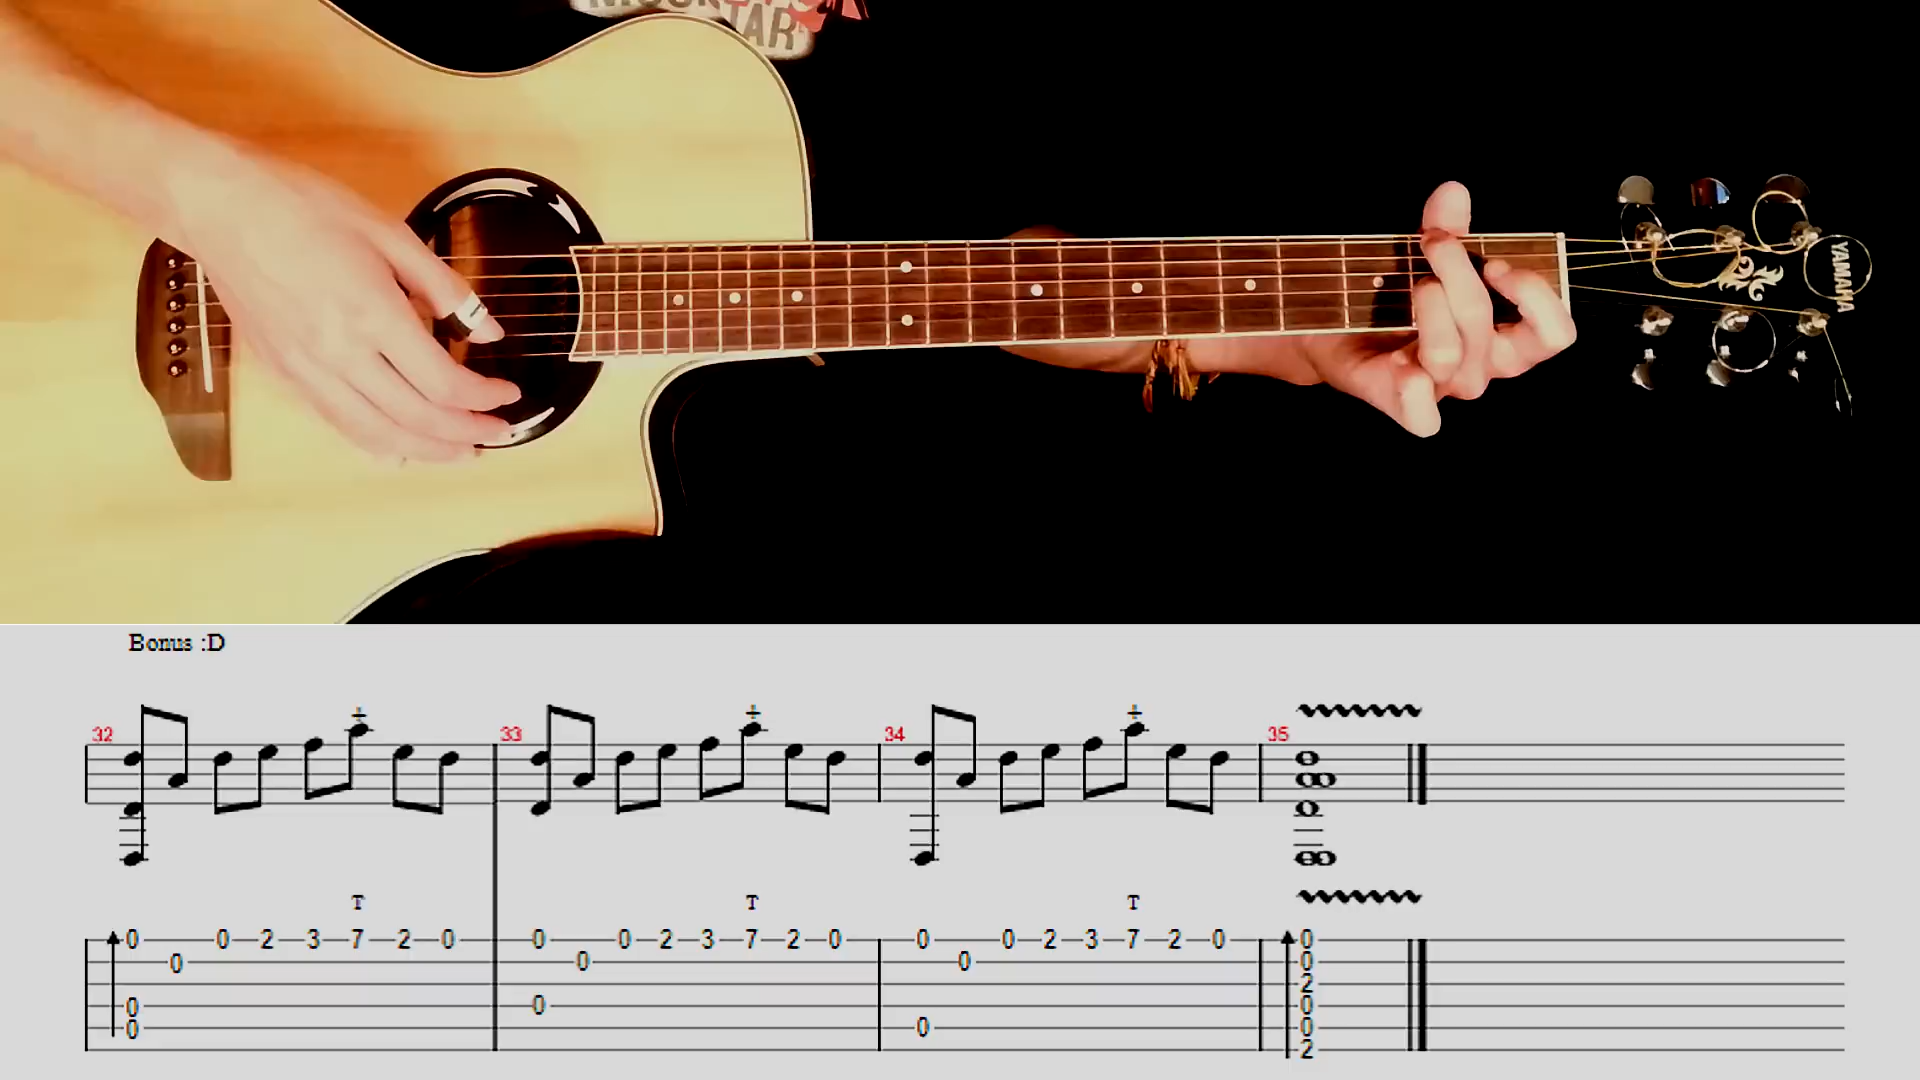 TAR
YAMAHA
Bonus :D
32 33 34 35
T T T
0 0 2 3 7 2 0 0 0 2 3 7 2 0 0 0 2 3 7 2 0 0
0 0 0 0
2
0 0 0
0 0 0
2